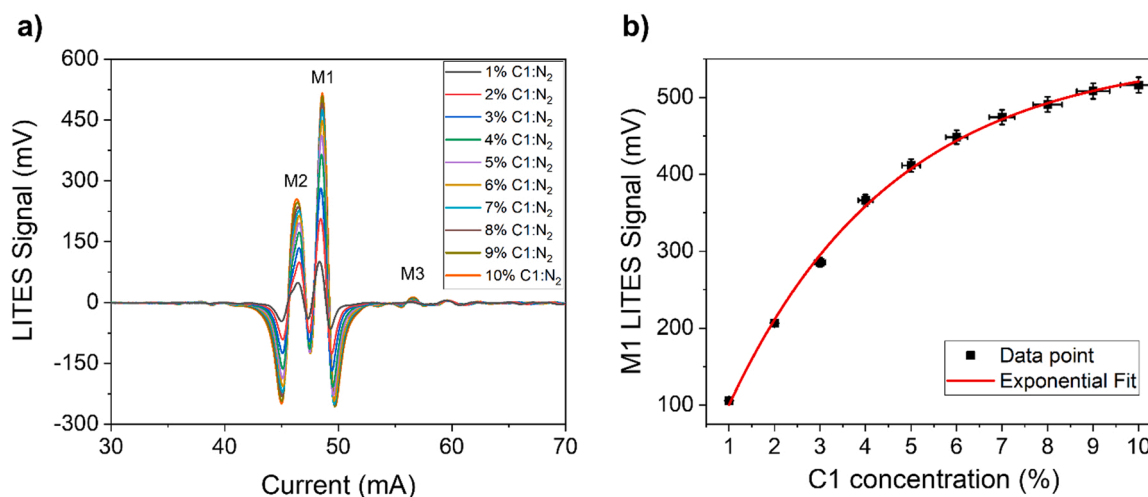 a)
LITES Signal (mV)
600
450
300
150
0
-150
-300
M1
M2
M3
1% C1:N₂
2% C1:N₂
3% C1:N₂
4% C1:N₂
5% C1:N₂
6% C1:N₂
7% C1:N₂
8% C1:N₂
9% C1:N₂
10% C1:N₂
30 40 50 60 70
Current (mA)
b)
M1 LITES Signal (mV)
500
400
300
200
100
Data point
Exponential Fit
1 2 3 4 5 6 7 8 9 10
C1 concentration (%)